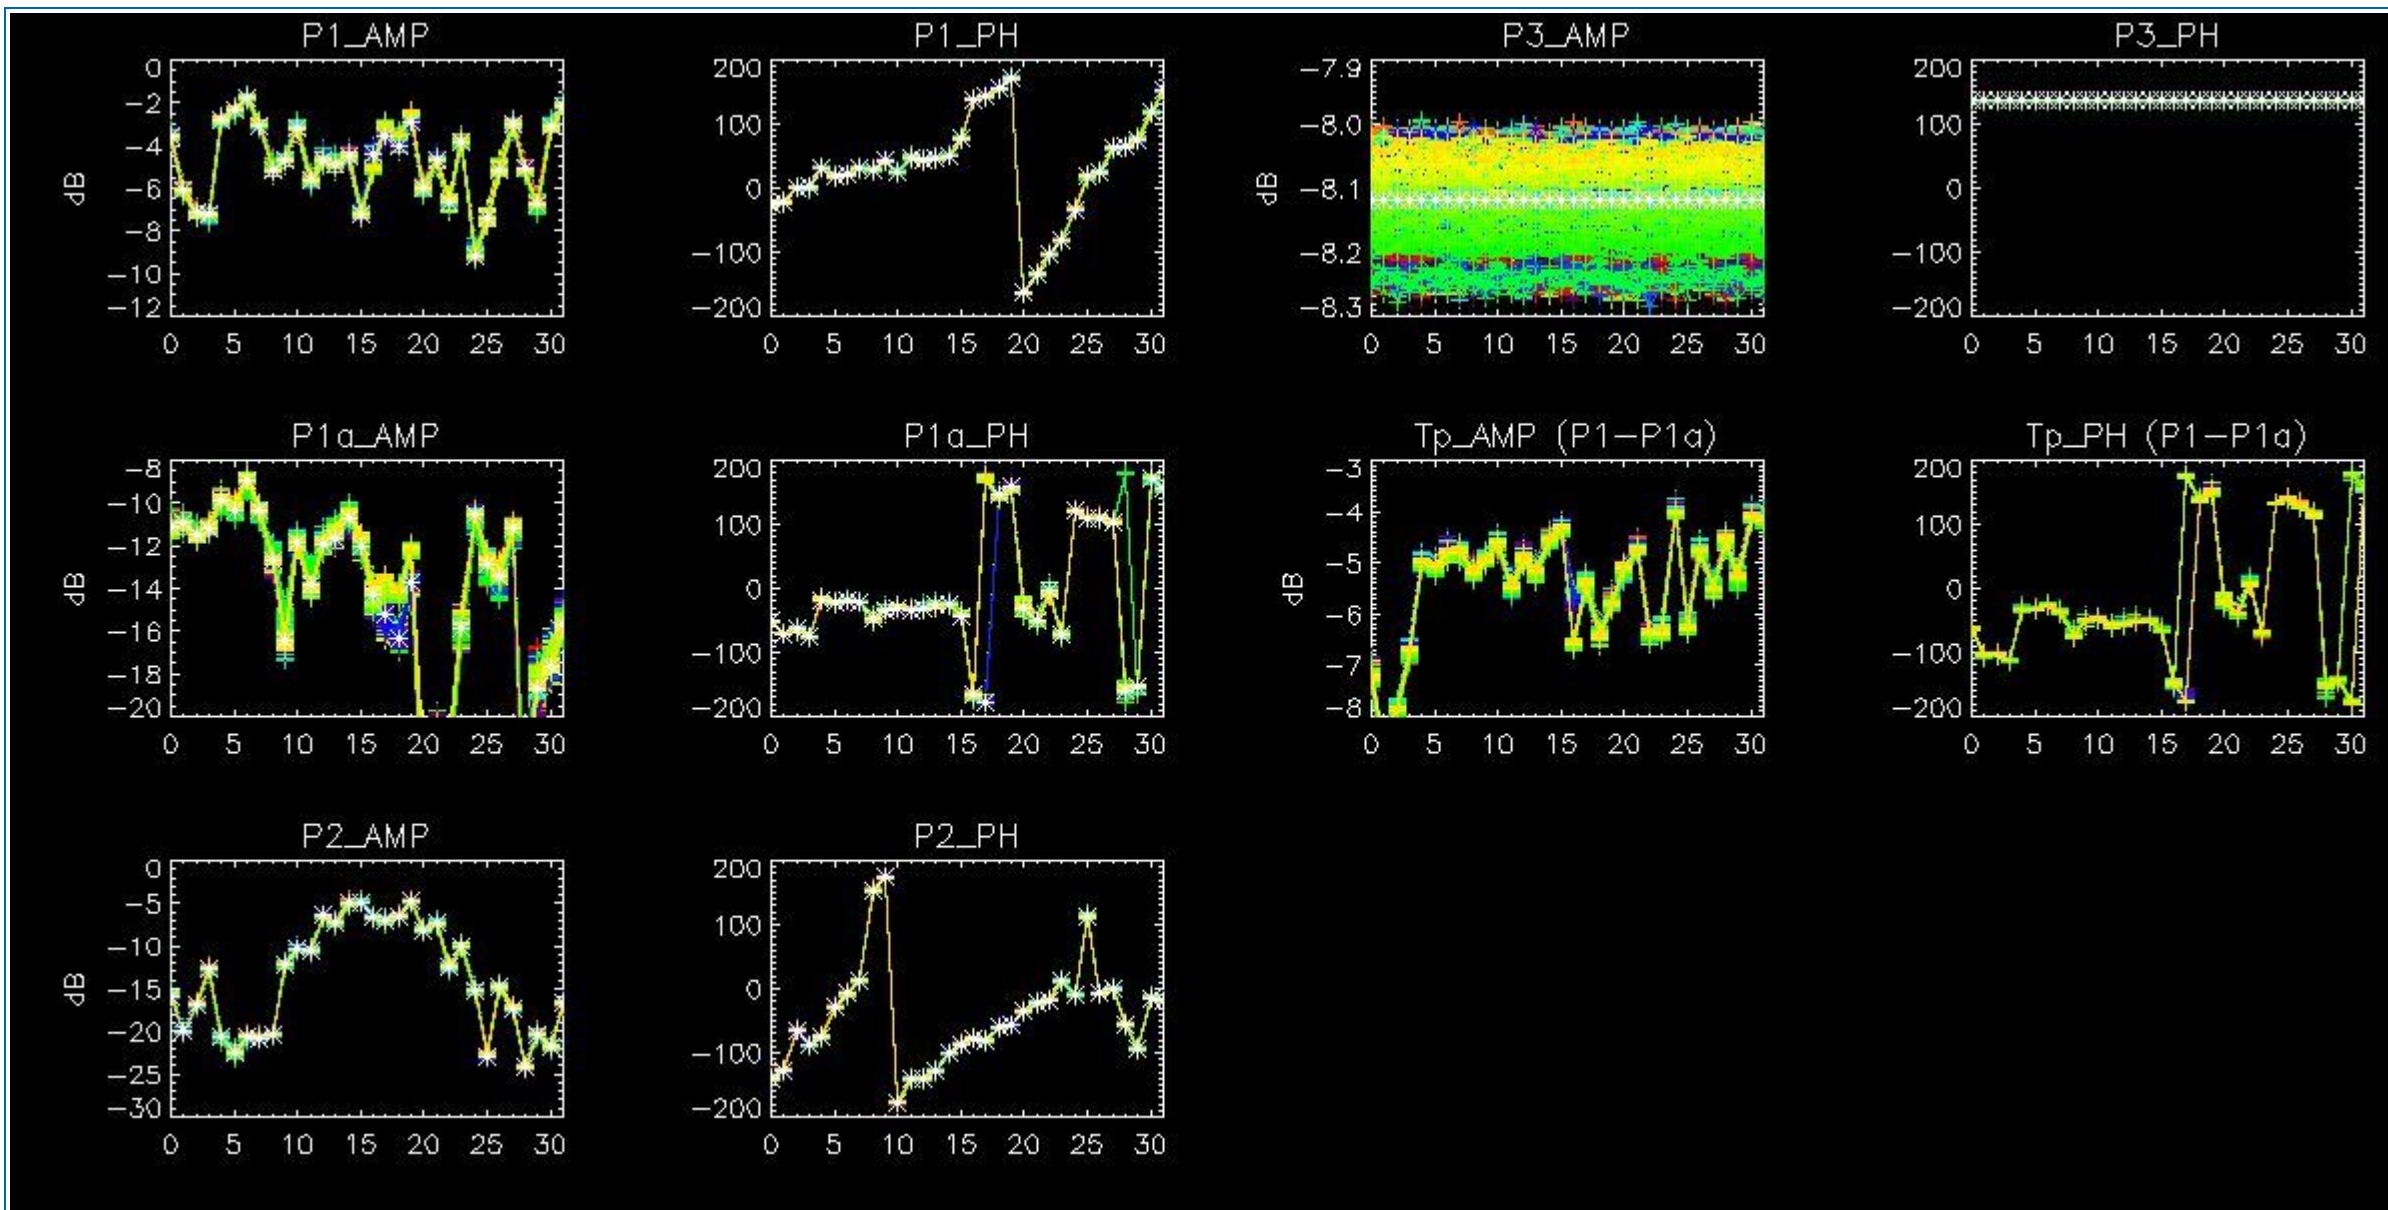 P1_AMP
0
−2
−4
−6
−8
−10
−12
dB
0 5 10 15 20 25 30
P1_PH
200
100
0
−100
−200
0 5 10 15 20 25 30
P3_AMP
−7.9
−8.0
−8.1
−8.2
−8.3
dB
0 5 10 15 20 25 30
P3_PH
200
100
0
−100
−200
0 5 10 15 20 25 30
P1a_AMP
−8
−10
−12
−14
−16
−18
−20
dB
0 5 10 15 20 25 30
P1a_PH
200
100
0
−100
−200
0 5 10 15 20 25 30
Tp_AMP (P1−P1a)
−3
−4
−5
−6
−7
−8
dB
0 5 10 15 20 25 30
Tp_PH (P1−P1a)
200
100
0
−100
−200
0 5 10 15 20 25 30
P2_AMP
0
−5
−10
−15
−20
−25
−30
dB
0 5 10 15 20 25 30
P2_PH
200
100
0
−100
−200
0 5 10 15 20 25 30